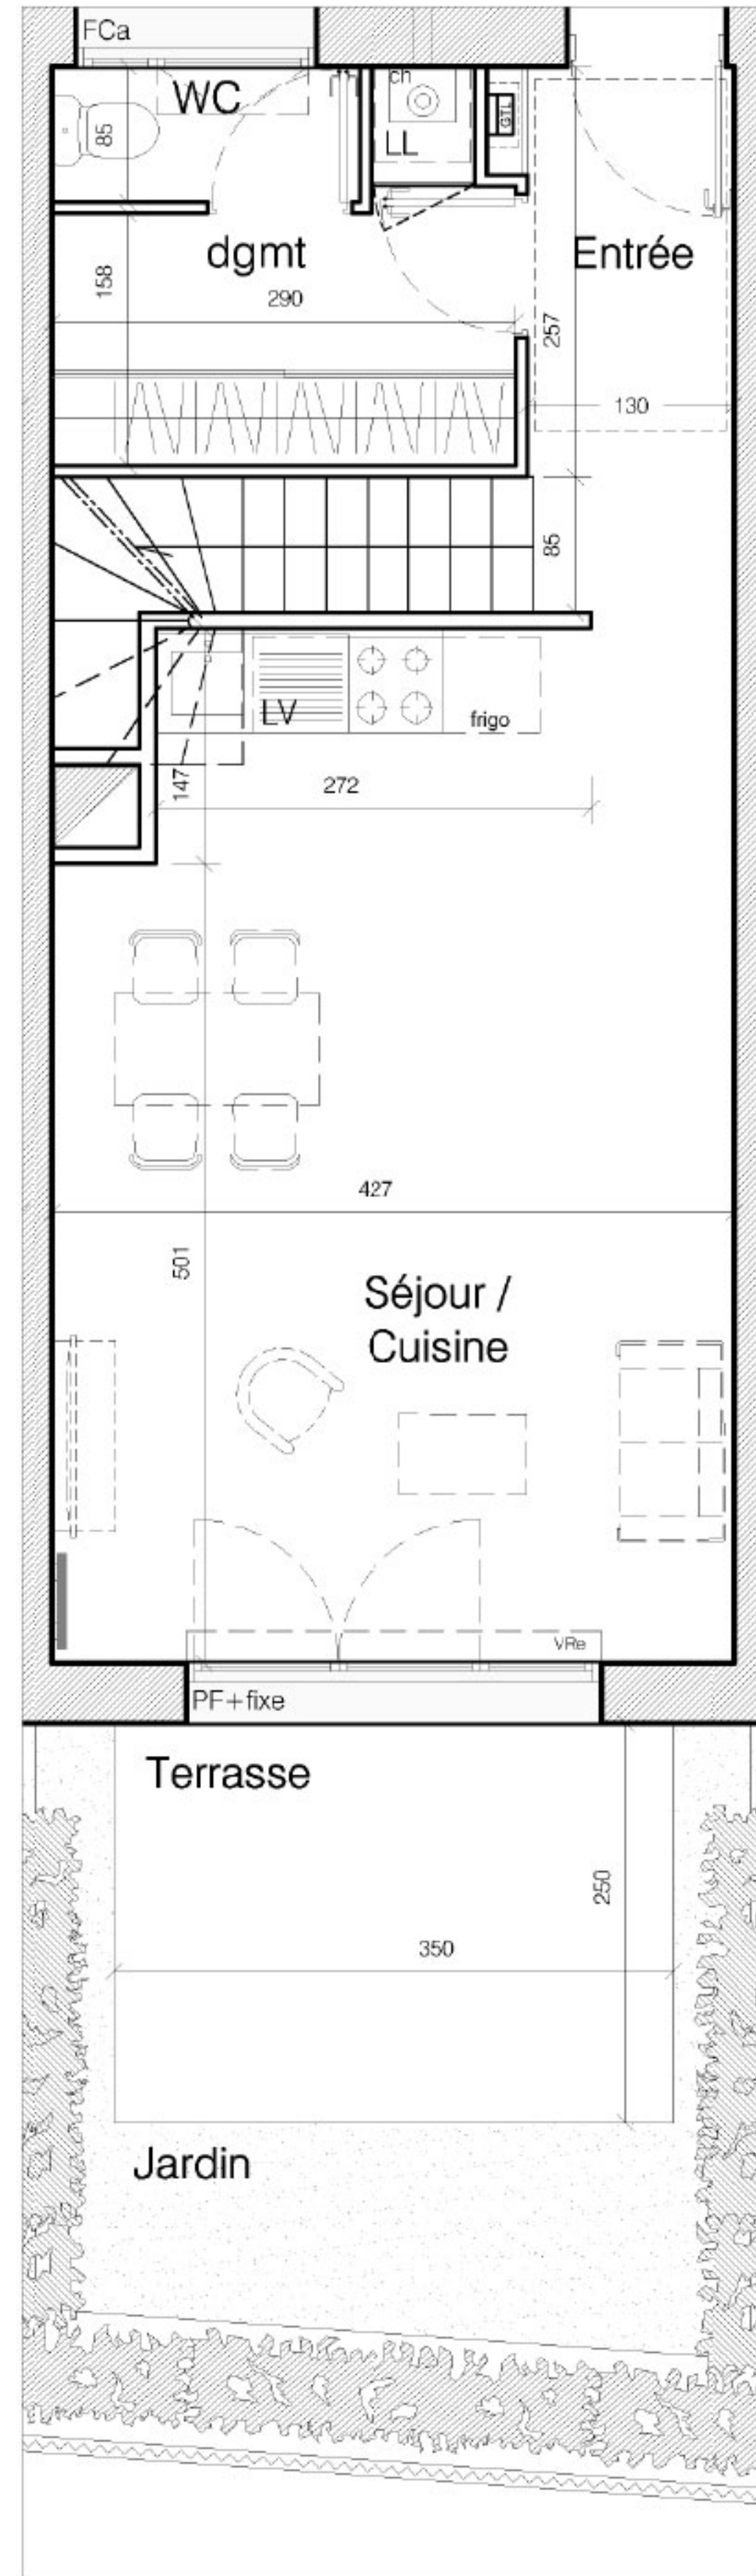 FCa
WC
ch
GTL
85
LL
dgmt
Entrée
158
290
257
130
85
LV
frigo
147
272
427
501
Séjour /
Cuisine
VRe
PF+fixe
Terrasse
250
350
Jardin